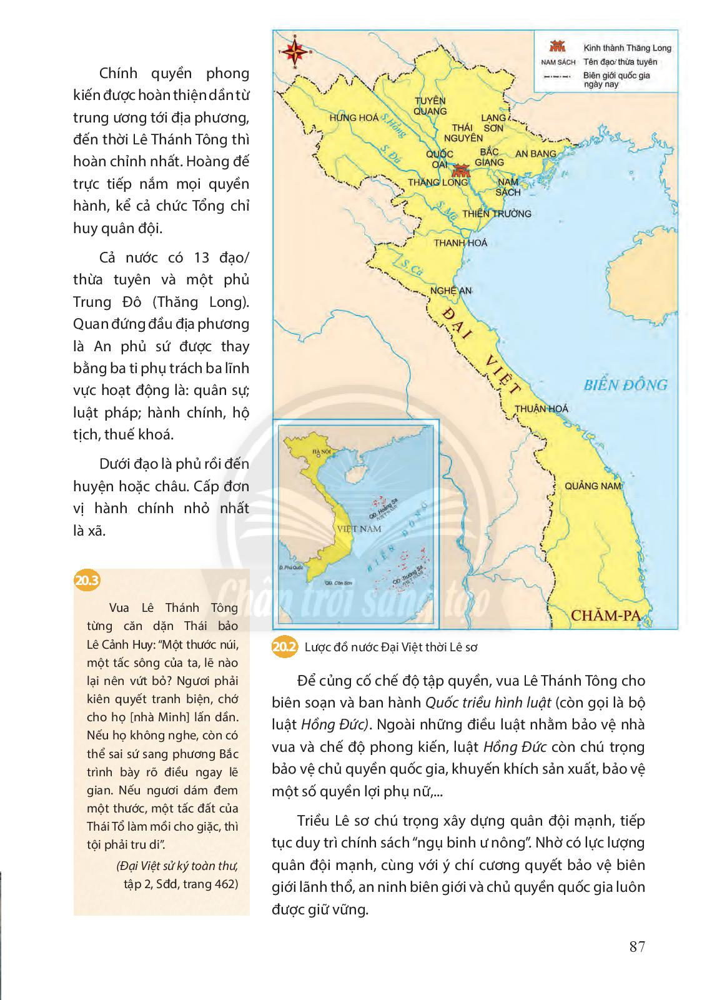 Chính quyền phong
kiến được hoàn thiện dần từ
trung ương tới địa phương,
đến thời Lê Thánh Tông thì
hoàn chỉnh nhất. Hoàng đế
trực tiếp nắm mọi quyền
hành, kể cả chức Tổng chỉ
huy quân đội.
Cả nước có 13 đạo/
thừa tuyên và một phủ
Trung Đô (Thăng Long).
Quan đứng đầu địa phương
là An phủ sứ được thay
bằng ba ti phụ trách ba lĩnh
vực hoạt động là: quân sự;
luật pháp; hành chính, hộ
tịch, thuế khoá.
Dưới đạo là phủ rồi đến
huyện hoặc châu. Cấp đơn
vị hành chính nhỏ nhất
là xã.
20.3
Vua Lê Thánh Tông
từng căn dặn Thái bảo
Lê Cảnh Huy: “Một thước núi,
một tấc sông của ta, lẽ nào
lại nên vứt bỏ? Ngươi phải
kiên quyết tranh biện, chớ
cho họ [nhà Minh] lấn dần.
Nếu họ không nghe, còn có
thể sai sứ sang phương Bắc
trình bày rõ điều ngay lẽ
gian. Nếu ngươi dám đem
một thước, một tấc đất của
Thái Tổ làm mồi cho giặc, thì
tội phải tru di”.
(Đại Việt sử ký toàn thư,
tập 2, Sđd, trang 462)
B
T
Đ
N
Kinh thành Thăng Long
NAM SÁCH Tên đạo: thừa tuyên
Biên giới quốc gia
ngày nay
TUYÊN
QUANG
HƯNG HOÁ
S.Hồng
LẠNG
SƠN
THÁI
NGUYÊN
S. Đà
QUỐC
OAI
BẮC
GIANG
AN BANG
THĂNG LONG
NAM
SÁCH
S. Mã
THIÊN TRƯỜNG
THANH HOÁ
S. Cả
NGHỆ AN
ĐẠI VIỆT
BIỂN ĐÔNG
THUẬN HOÁ
QUẢNG NAM
CHĂM-PA
HÀ NỘI
QĐ. Hoàng Sa
(VIỆT NAM)
VIỆT NAM
BIỂN ĐÔNG
Đ. Phú Quốc
QĐ. Côn Sơn
QĐ. Trường Sa
(VIỆT NAM)
Chân trời sáng tạo
20.2 Lược đồ nước Đại Việt thời Lê sơ
Để củng cố chế độ tập quyền, vua Lê Thánh Tông cho
biên soạn và ban hành Quốc triều hình luật (còn gọi là bộ
luật Hồng Đức). Ngoài những điều luật nhằm bảo vệ nhà
vua và chế độ phong kiến, luật Hồng Đức còn chú trọng
bảo vệ chủ quyền quốc gia, khuyến khích sản xuất, bảo vệ
một số quyền lợi phụ nữ,...
Triều Lê sơ chú trọng xây dựng quân đội mạnh, tiếp
tục duy trì chính sách “ngụ binh ư nông”. Nhờ có lực lượng
quân đội mạnh, cùng với ý chí cương quyết bảo vệ biên
giới lãnh thổ, an ninh biên giới và chủ quyền quốc gia luôn
được giữ vững.
87